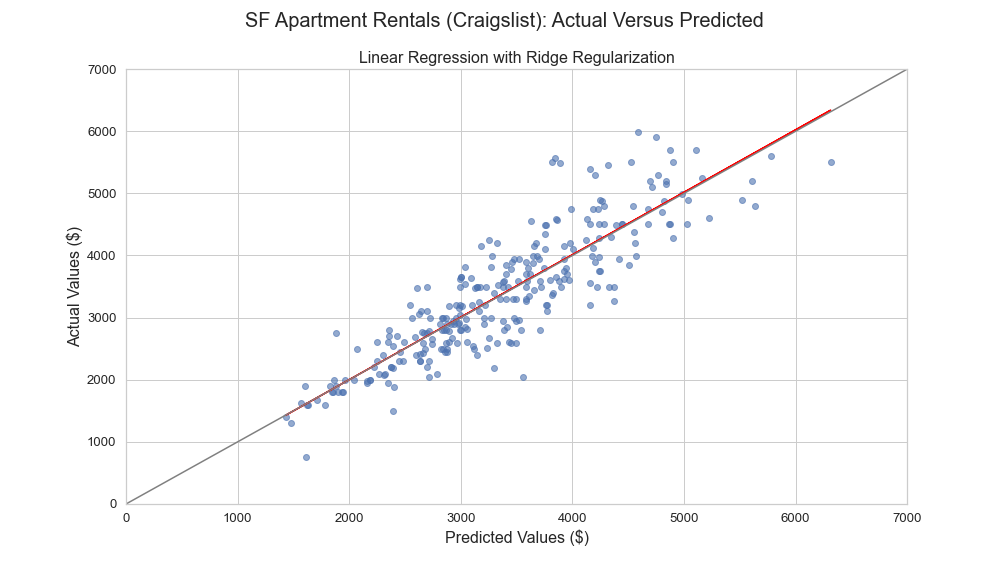 SF Apartment Rentals (Craigslist): Actual Versus Predicted
Linear Regression with Ridge Regularization
7000
6000
5000
4000
3000
2000
1000
0
Actual Values ($)
0 1000 2000 3000 4000 5000 6000 7000
Predicted Values ($)